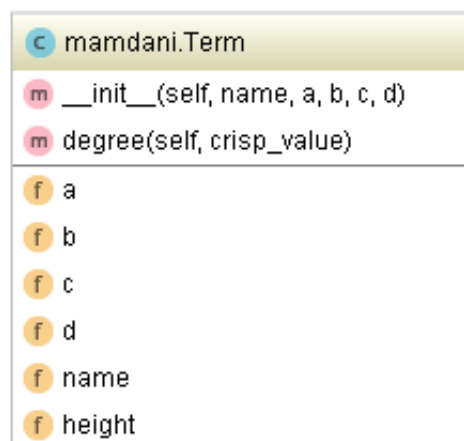 C mamdani.Term
m __init__(self, name, a, b, c, d)
m degree(self, crisp_value)
f a
f b
f c
f d
f name
f height